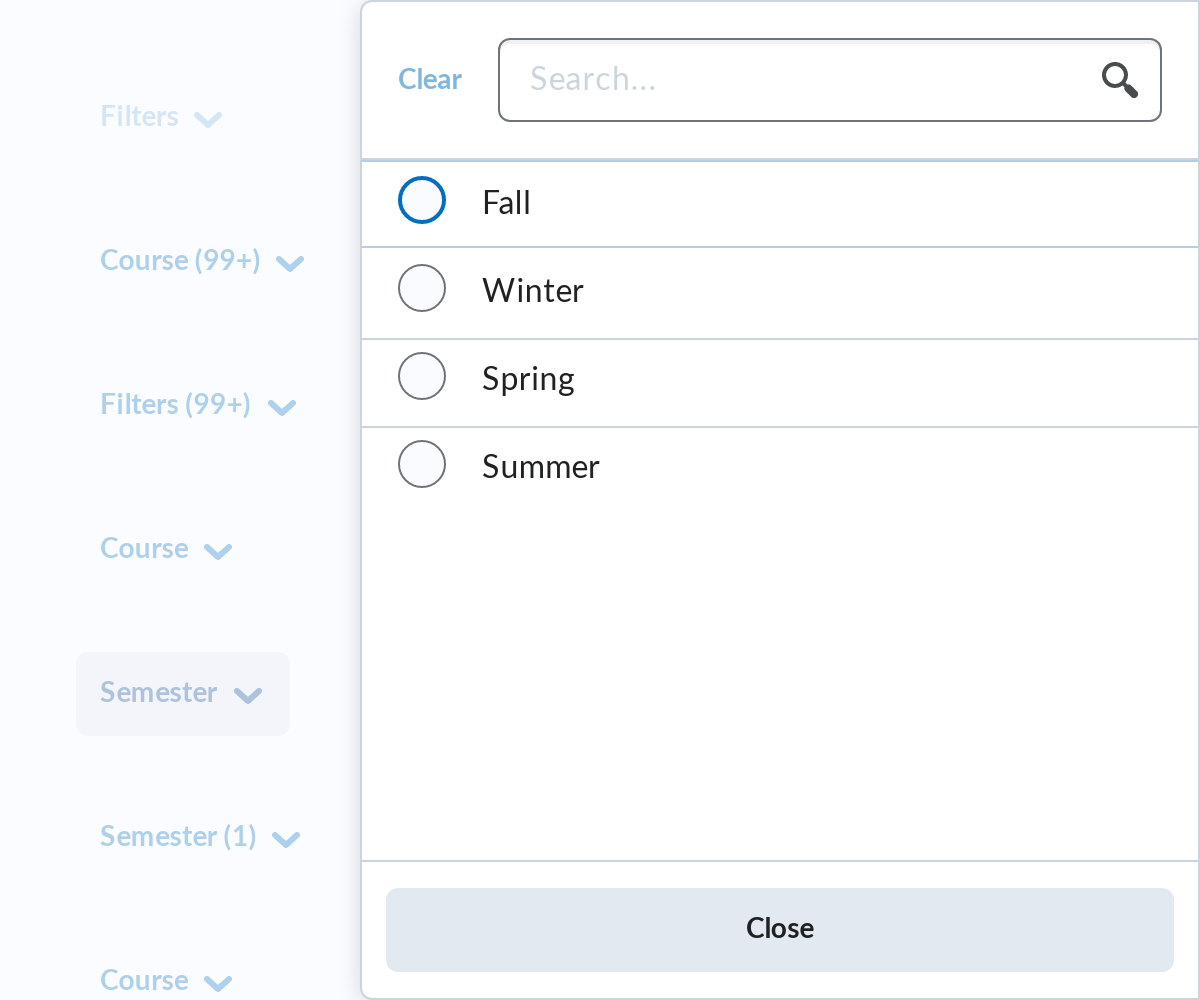 Filters
Course (99+)
Filters (99+)
Course
Semester
Semester (1)
Course
Clear
Search...
Fall
Winter
Spring
Summer
Close